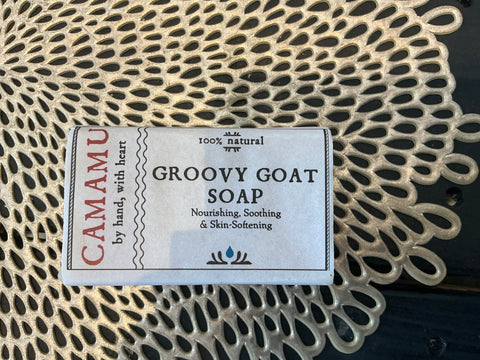 CAMAMU
by hand, with heart
100% natural
GROOVY GOAT
SOAP
Nourishing, Soothing
& Skin-Softening